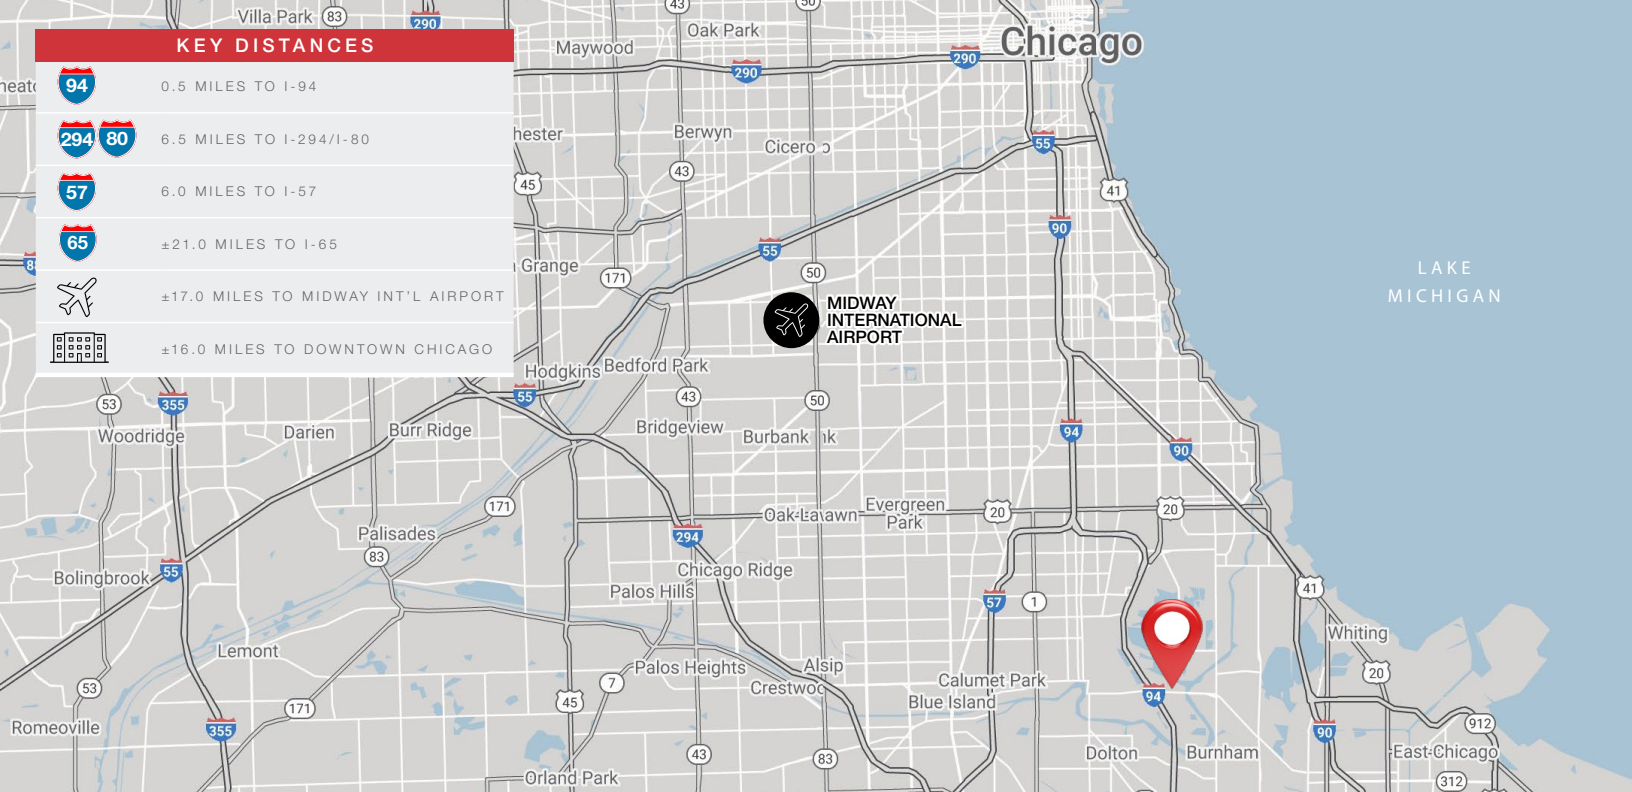 KEY DISTANCES
94
0.5 MILES TO I-94
294 80
6.5 MILES TO I-294/I-80
57
6.0 MILES TO I-57
65
±21.0 MILES TO I-65
±17.0 MILES TO MIDWAY INT'L AIRPORT
±16.0 MILES TO DOWNTOWN CHICAGO
Villa Park
83
290
43
50
Oak Park
Maywood
Chicago
290
290
Berwyn
Cicero
55
43
45
41
90
55
LAKE
MICHIGAN
Grange
171
50
MIDWAY
INTERNATIONAL
AIRPORT
Hodgkins
Bedford Park
55
43
50
53
355
Woodridge
Darien
Burr Ridge
Bridgeview
Burbank
94
90
171
Oak Lawn
Evergreen
Park
20
20
Palisades
294
83
Bolingbrook
55
Chicago Ridge
Palos Hills
57
1
41
Whiting
Lemont
Palos Heights
Alsip
20
53
7
Crestwood
Calumet Park
94
45
Blue Island
171
Romeoville
355
912
90
43
83
Dolton
Burnham
East Chicago
Orland Park
312